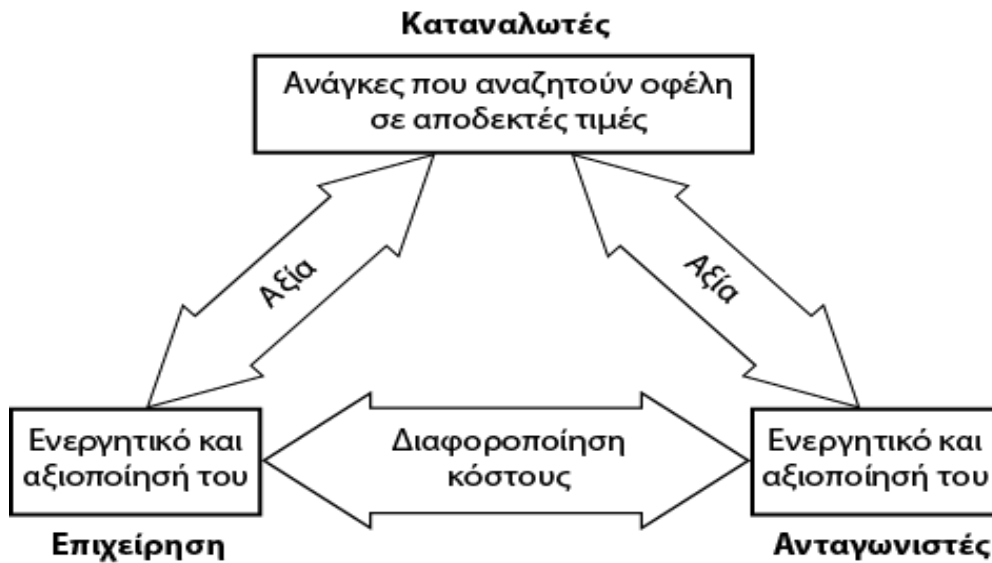 Καταναλωτές
Ανάγκες που αναζητούν οφέλη
σε αποδεκτές τιμές
Αξία
Αξία
Ενεργητικό και
αξιοποίησή του
Διαφοροποίηση
κόστους
Ενεργητικό και
αξιοποίησή του
Επιχείρηση
Ανταγωνιστές